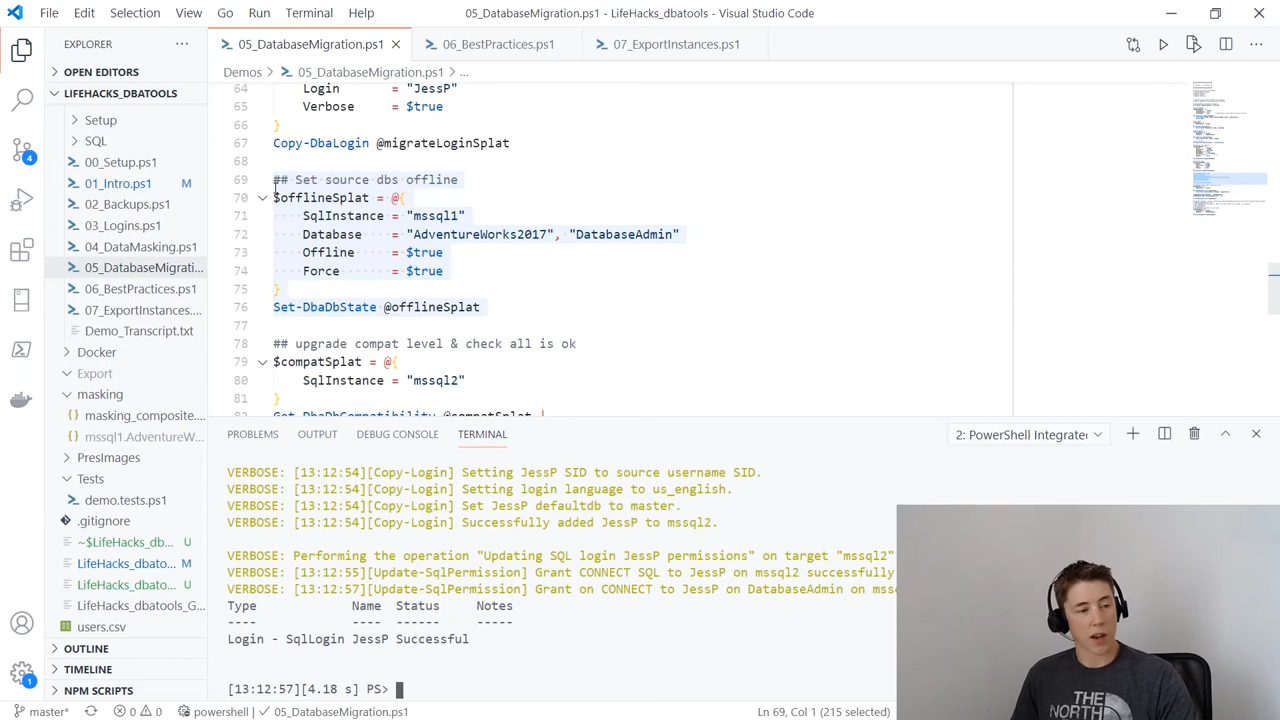 File Edit Selection View Go Run Terminal Help
05_DatabaseMigration.ps1 - LifeHacks_dbatools - Visual Studio Code
EXPLORER
05_DatabaseMigration.ps1
06_BestPractices.ps1
07_ExportInstances.ps1
OPEN EDITORS
LIFEHACKS_DBATOOLS
Setup
SQL
00_Setup.ps1
01_Intro.ps1 M
02_Backups.ps1
03_Logins.ps1
04_DataMasking.ps1
05_DatabaseMigrati...
06_BestPractices.ps1
07_ExportInstances....
Demo_Transcript.txt
Docker
Export
masking
masking_composite....
mssql1.AdventureW...
PresImages
Tests
demo.tests.ps1
.gitignore
~$LifeHacks_db... U
LifeHacks_dbato... M
LifeHacks_dbato... U
LifeHacks_dbatools_G...
users.csv
OUTLINE
TIMELINE
NPM SCRIPTS
4
1
Demos > 05_DatabaseMigration.ps1 > ...
64 Login = "JessP"
65 Verbose = $true
66 }
67 Copy-DbaLogin @migrateLoginSplat
68
69 ## Set source dbs offline
70 $offlineSplat = @{
71 SqlInstance = "mssql1"
72 Database = "AdventureWorks2017", "DatabaseAdmin"
73 Offline = $true
74 Force = $true
75 }
76 Set-DbaDbState @offlineSplat
77
78 ## upgrade compat level & check all is ok
79 $compatSplat = @{
80 SqlInstance = "mssql2"
81 }
82 Get-DbaDbCompatibility @compatSplat |
PROBLEMS OUTPUT DEBUG CONSOLE TERMINAL
2: PowerShell Integrate
VERBOSE: [13:12:54][Copy-Login] Setting JessP SID to source username SID.
VERBOSE: [13:12:54][Copy-Login] Setting login language to us_english.
VERBOSE: [13:12:54][Copy-Login] Set JessP defaultdb to master.
VERBOSE: [13:12:54][Copy-Login] Successfully added JessP to mssql2.
VERBOSE: Performing the operation "Updating SQL login JessP permissions" on target "mssql2"
VERBOSE: [13:12:55][Update-SqlPermission] Grant CONNECT SQL to JessP on mssql2 successfully
VERBOSE: [13:12:57][Update-SqlPermission] Grant on CONNECT to JessP on DatabaseAdmin on mss
Type Name Status Notes
---- ---- ------ -----
Login - SqlLogin JessP Successful
[13:12:57][4.18 s] PS>
THE
NORTH
master* 0 0 powershell 05_DatabaseMigration.ps1
Ln 69, Col 1 (215 selected)